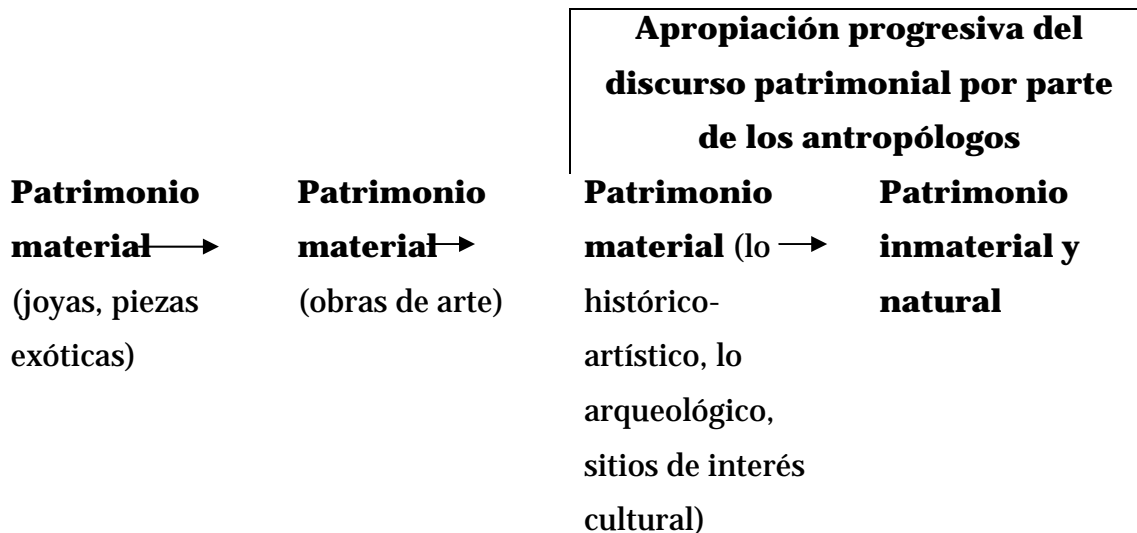 Apropiación progresiva del
discurso patrimonial por parte
de los antropólogos
Patrimonio
material
(joyas, piezas
exóticas)
Patrimonio
material
(obras de arte)
Patrimonio
material (lo
histórico-
artístico, lo
arqueológico,
sitios de interés
cultural)
Patrimonio
inmaterial y
natural